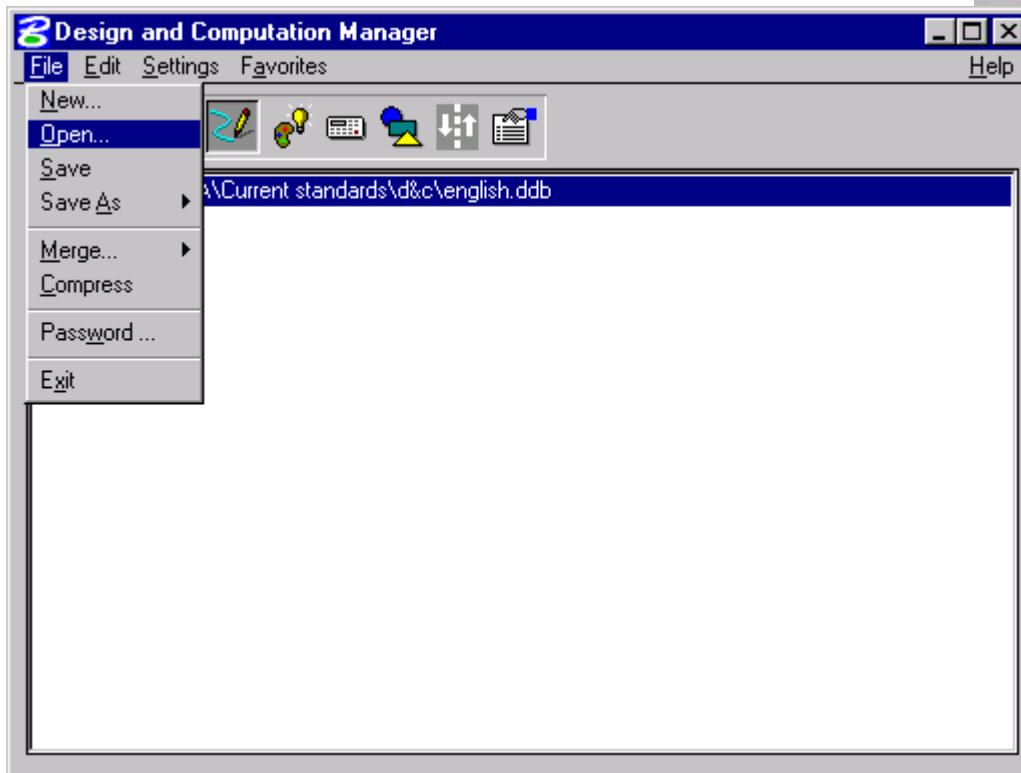 Design and Computation Manager
File Edit Settings Favorites Help
New...
Open...
Save
Save As
Merge...
Compress
Password ...
Exit
\Current standards\d&c\english.ddb